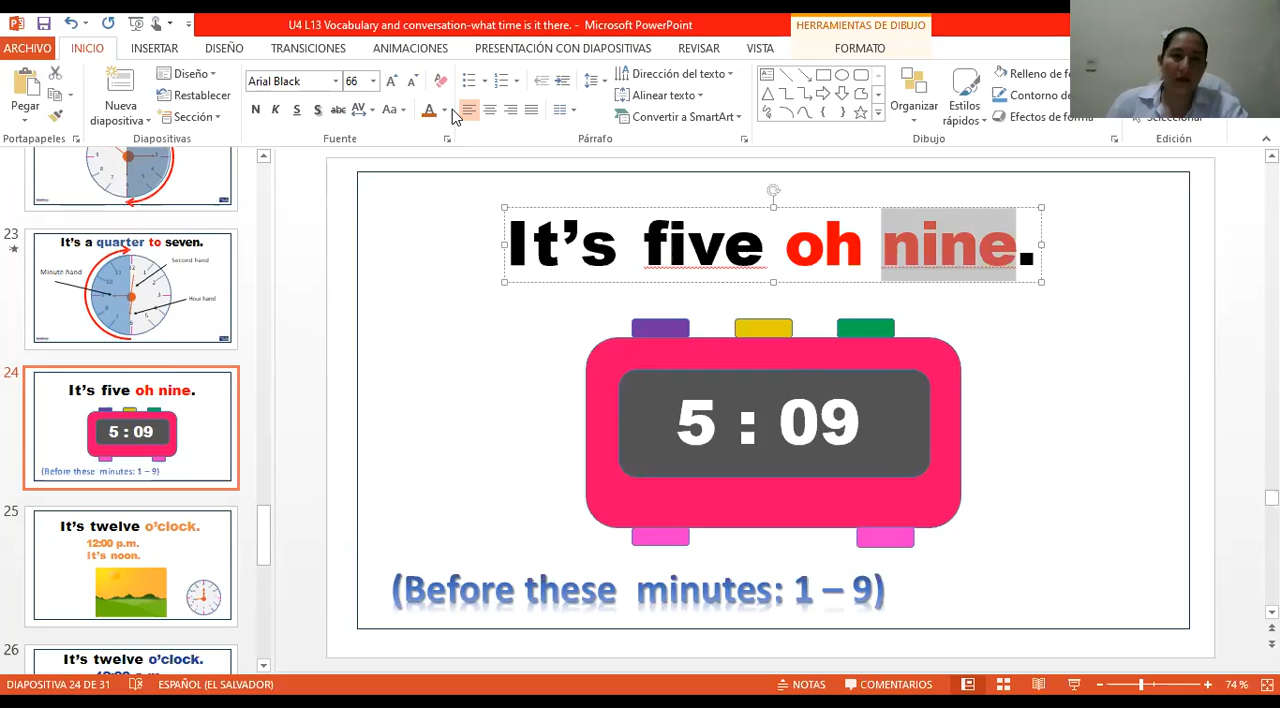 U4 L13 Vocabulary and conversation-what time is it there. - Microsoft PowerPoint
HERRAMIENTAS DE DIBUJO
ARCHIVO INICIO INSERTAR DISEÑO TRANSICIONES ANIMACIONES PRESENTACIÓN CON DIAPOSITIVAS REVISAR VISTA FORMATO
Pegar
Portapapeles
Nueva diapositiva
Diseño
Restablecer
Sección
Diapositivas
Arial Black 66
N K S S abc AV Aa A
Fuente
Dirección del texto
Alinear texto
Convertir a SmartArt
Párrafo
Organizar
Estilos rápidos
Relleno de
Contorno de
Efectos de forma
Dibujo
Seleccionar
Edición
23
It's a quarter to seven.
Minute hand
Second hand
Hour hand
24
It's five oh nine.
5 : 09
(Before these minutes: 1 – 9)
25
It's twelve o'clock.
12:00 p.m.
It's noon.
26
It's twelve o'clock.
It's five oh nine.
5 : 09
(Before these minutes: 1 – 9)
DIAPOSITIVA 24 DE 31 ESPAÑOL (EL SALVADOR) NOTAS COMENTARIOS 74 %